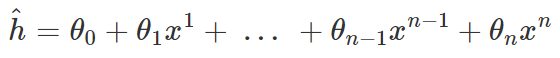 ĥ = θ₀ + θ₁x¹ + … + θₙ₋₁xⁿ⁻¹ + θₙxⁿ